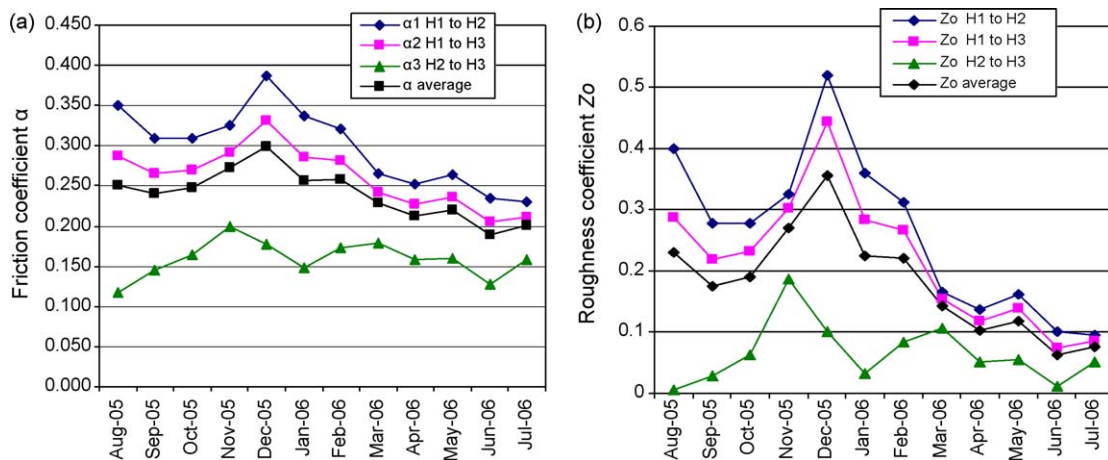 (a)
0.450
0.400
0.350
0.300
0.250
0.200
0.150
0.100
0.050
0.000
Friction coefficient α
α1 H1 to H2
α2 H1 to H3
α3 H2 to H3
α average
Aug-05
Sep-05
Oct-05
Nov-05
Dec-05
Jan-06
Feb-06
Mar-06
Apr-06
May-06
Jun-06
Jul-06
(b)
0.6
0.5
0.4
0.3
0.2
0.1
0
Roughness coefficient Zo
Zo H1 to H2
Zo H1 to H3
Zo H2 to H3
Zo average
Aug-05
Sep-05
Oct-05
Nov-05
Dec-05
Jan-06
Feb-06
Mar-06
Apr-06
May-06
Jun-06
Jul-06